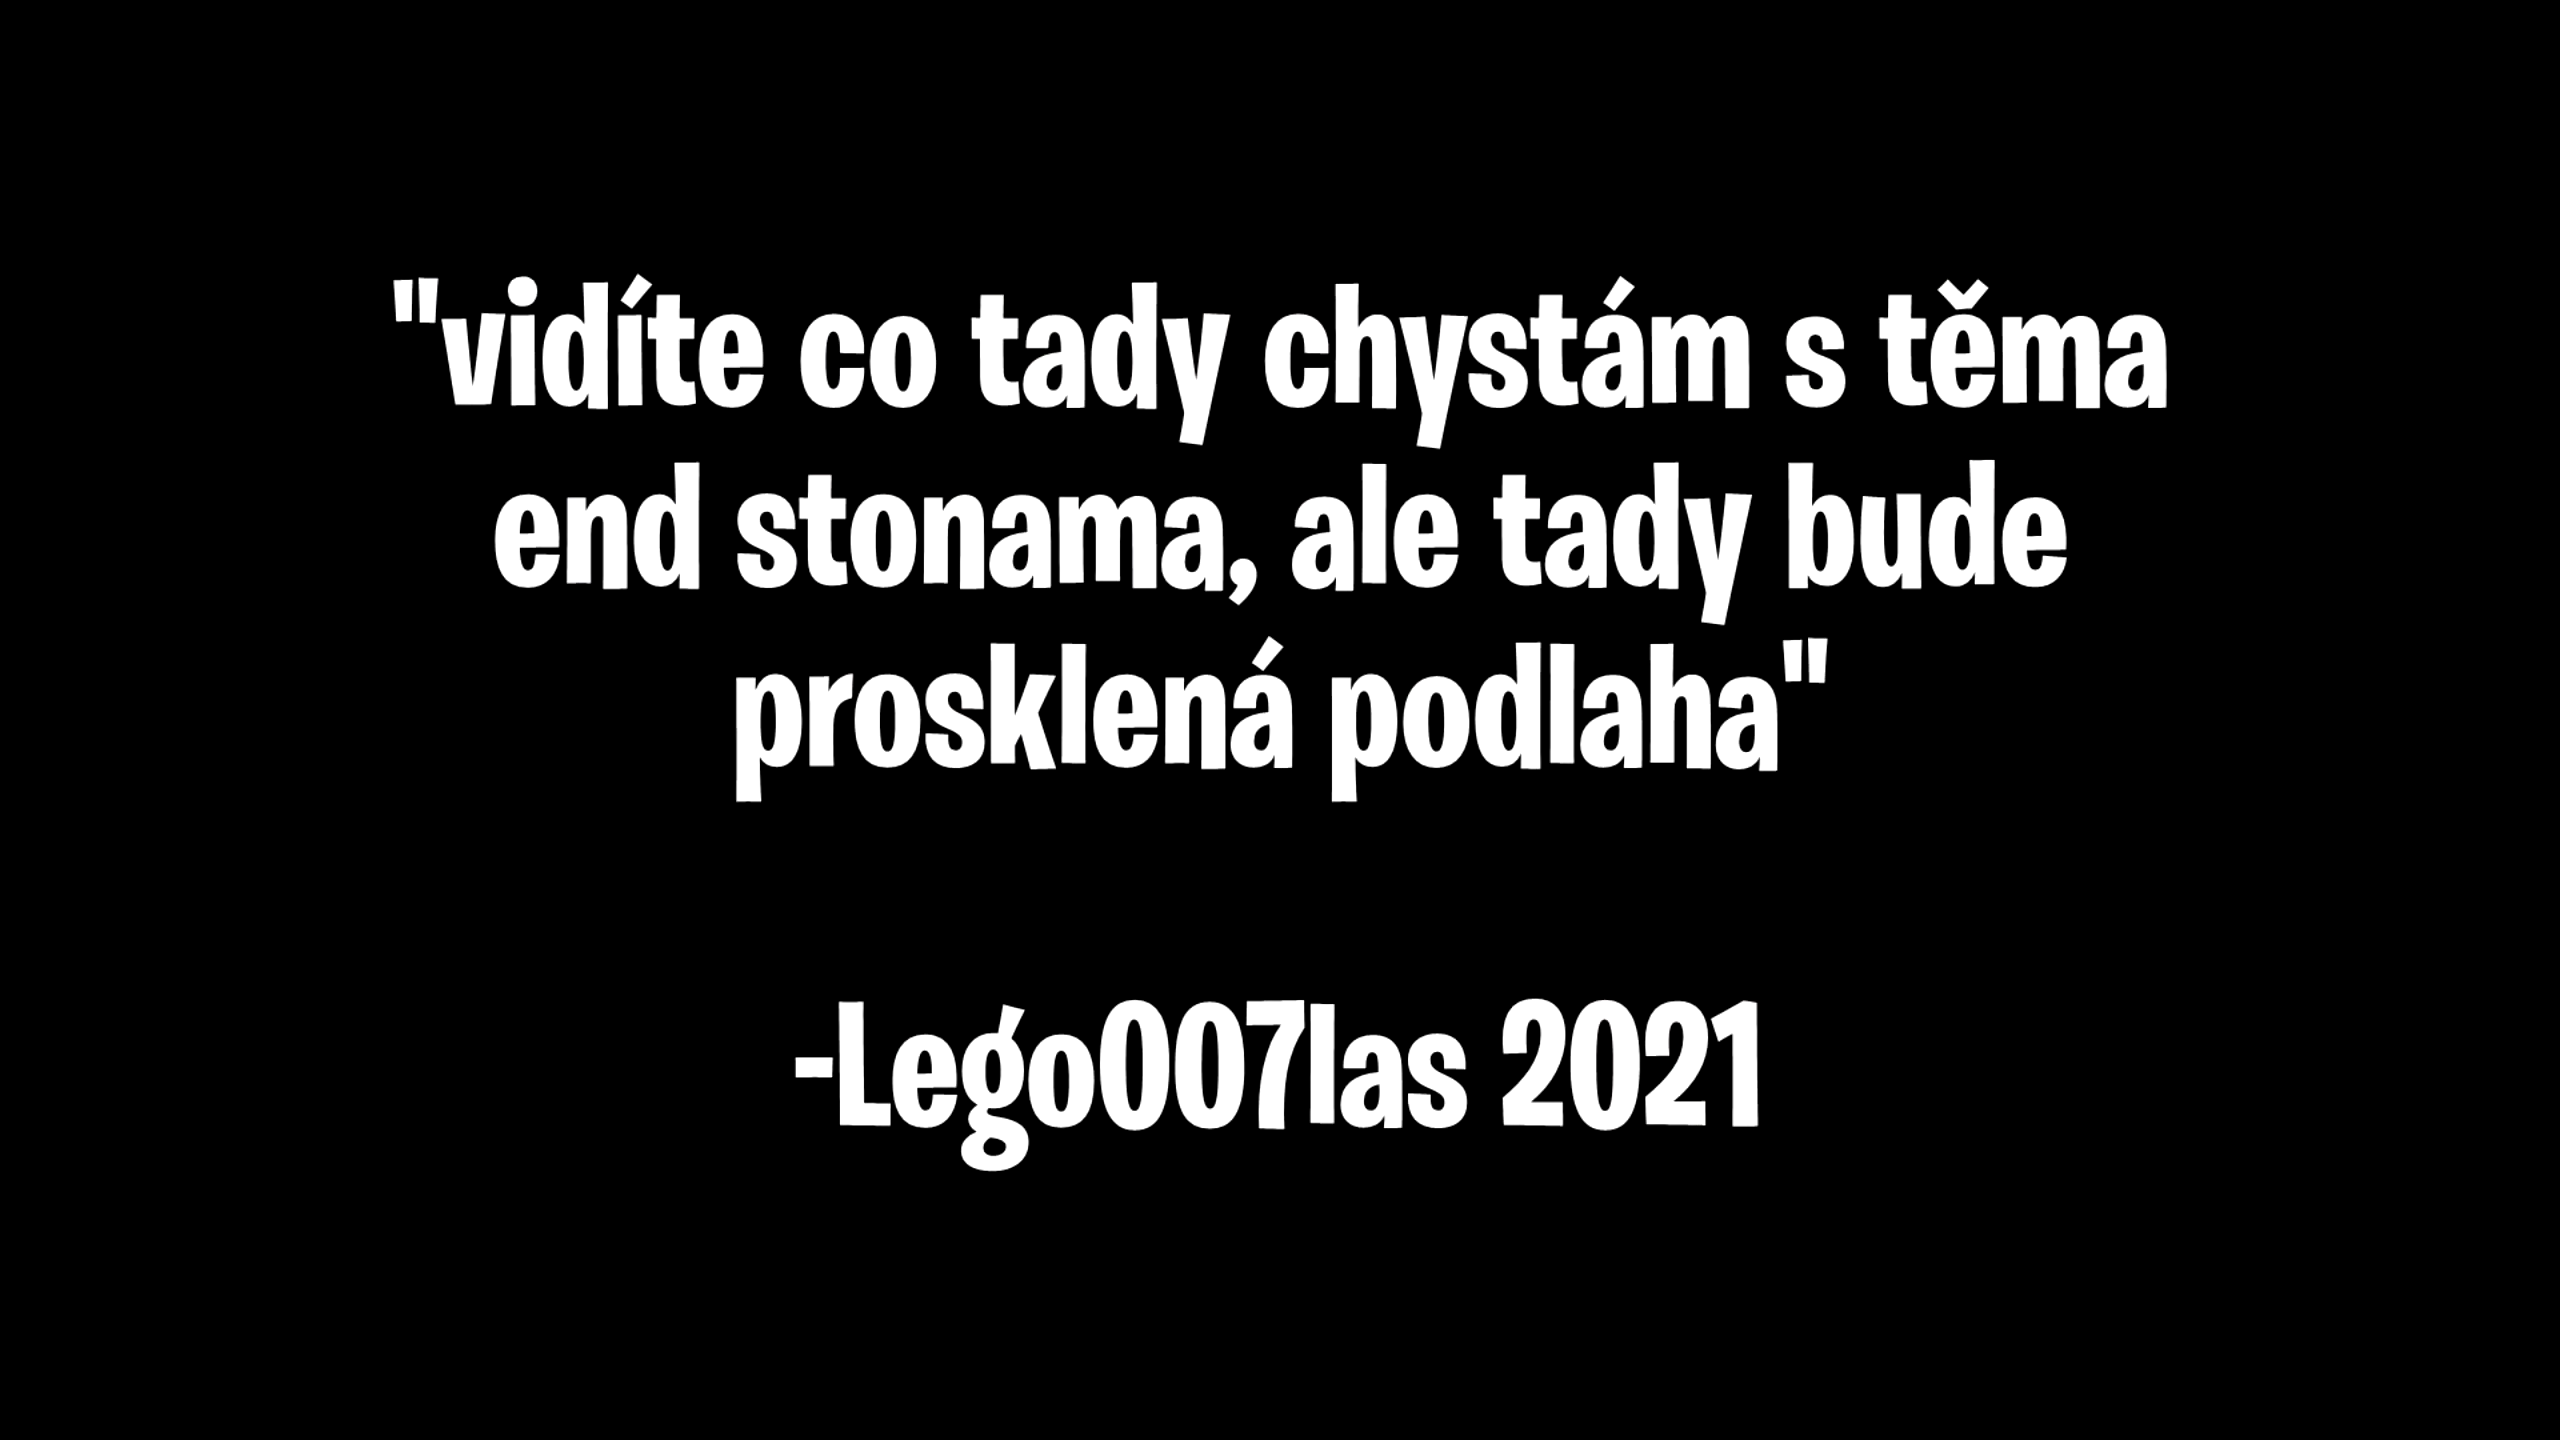 "vidíte co tady chystám s těma
end stonama, ale tady bude
prosklená podlaha"
-Lego007las 2021